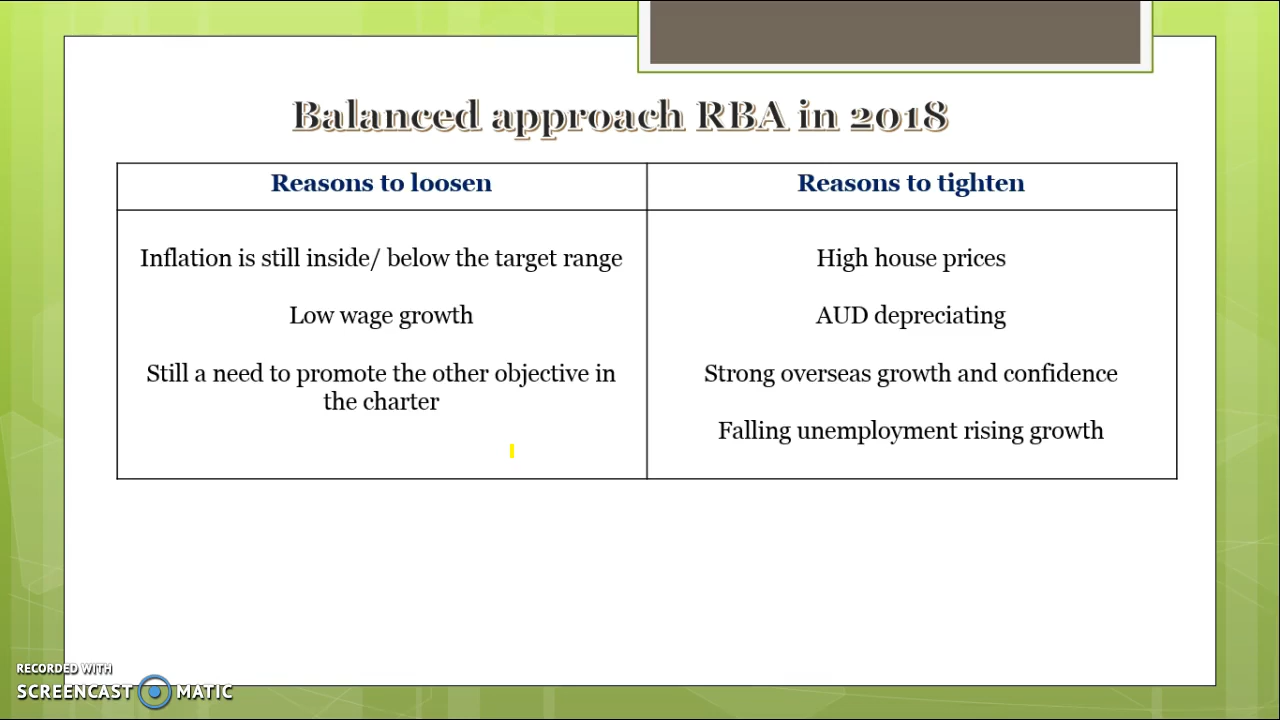 Balanced approach RBA in 2018
Reasons to loosen
Reasons to tighten
Inflation is still inside/ below the target range
Low wage growth
Still a need to promote the other objective in
the charter
High house prices
AUD depreciating
Strong overseas growth and confidence
Falling unemployment rising growth
RECORDED WITH
SCREENCAST MATIC